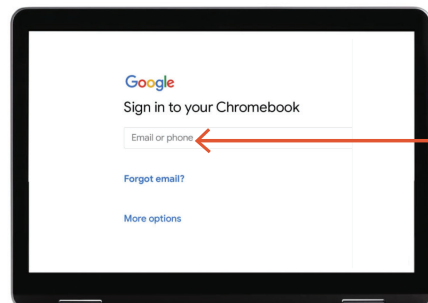 Google
Sign in to your Chromebook
Email or phone
Forgot email?
More options